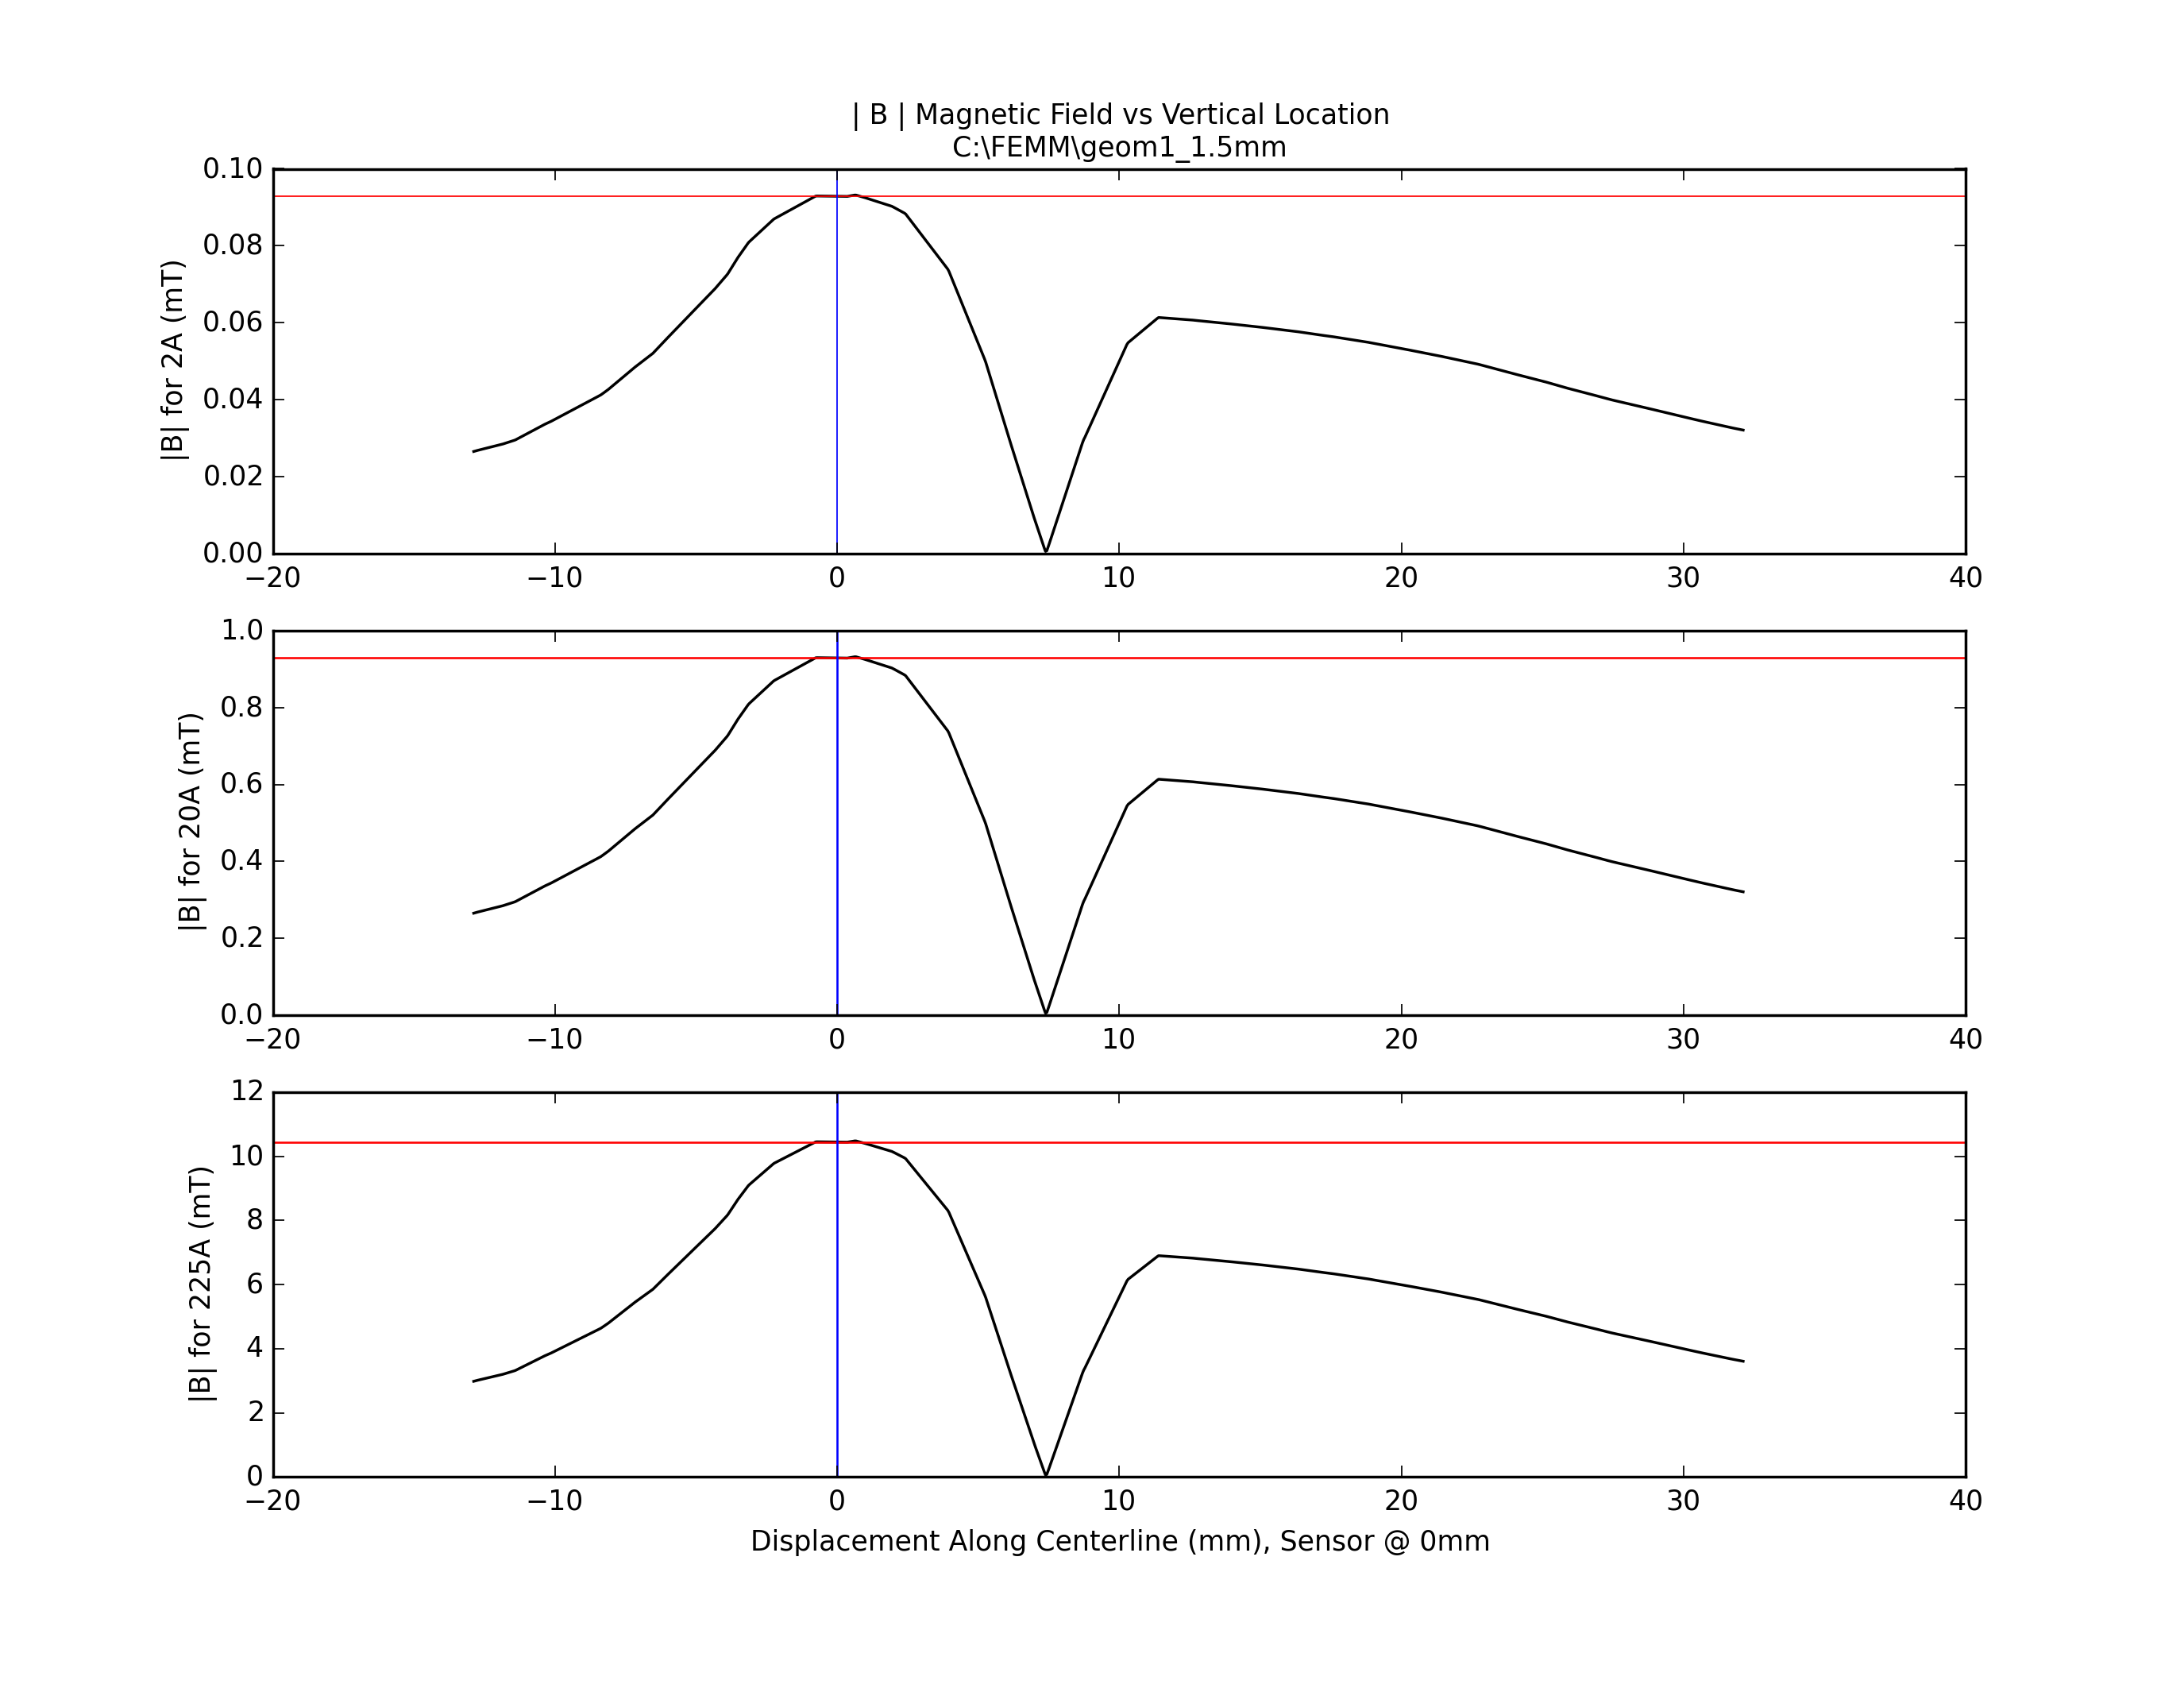 | B | Magnetic Field vs Vertical Location
C:\FEMM\geom1_1.5mm
|B| for 2A (mT)
0.10
0.08
0.06
0.04
0.02
0.00
−20 −10 0 10 20 30 40
|B| for 20A (mT)
1.0
0.8
0.6
0.4
0.2
0.0
−20 −10 0 10 20 30 40
|B| for 225A (mT)
12
10
8
6
4
2
0
−20 −10 0 10 20 30 40
Displacement Along Centerline (mm), Sensor @ 0mm